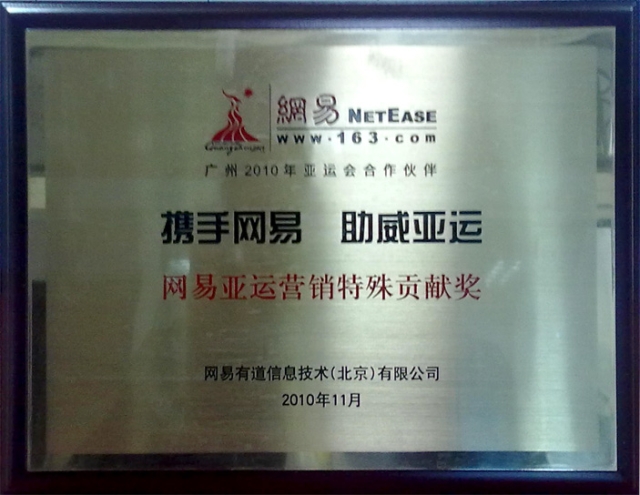 網易 NETEASE
www.163.com
Guangzhou 2010
广州2010年亚运会合作伙伴
携手网易 助威亚运
网易亚运营销特殊贡献奖
网易有道信息技术(北京)有限公司
2010年11月